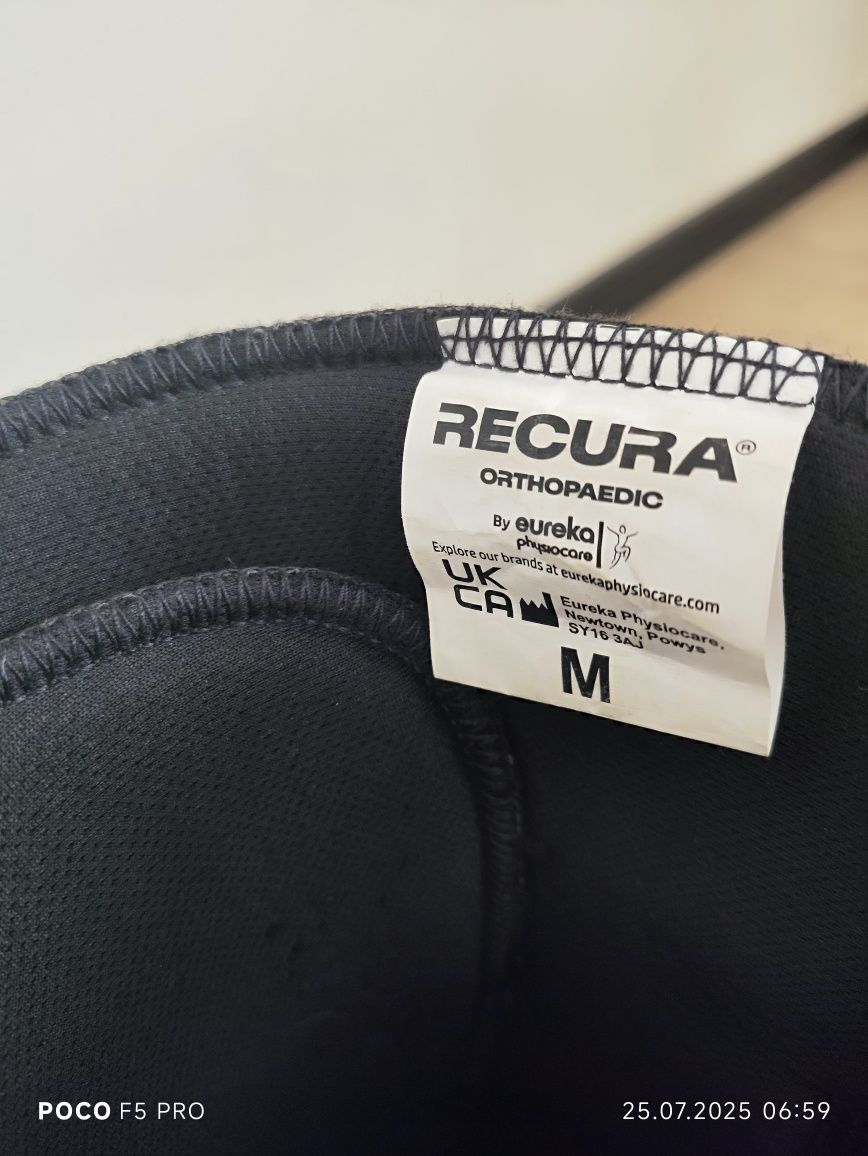 RECURA®
ORTHOPAEDIC
By eureka
physiocare
Explore our brands at eurekaphysiocare.com
UK
CA
Eureka Physiocare,
Newtown, Powys
SY16 3AJ
M
POCO F5 PRO
25.07.2025 06:59